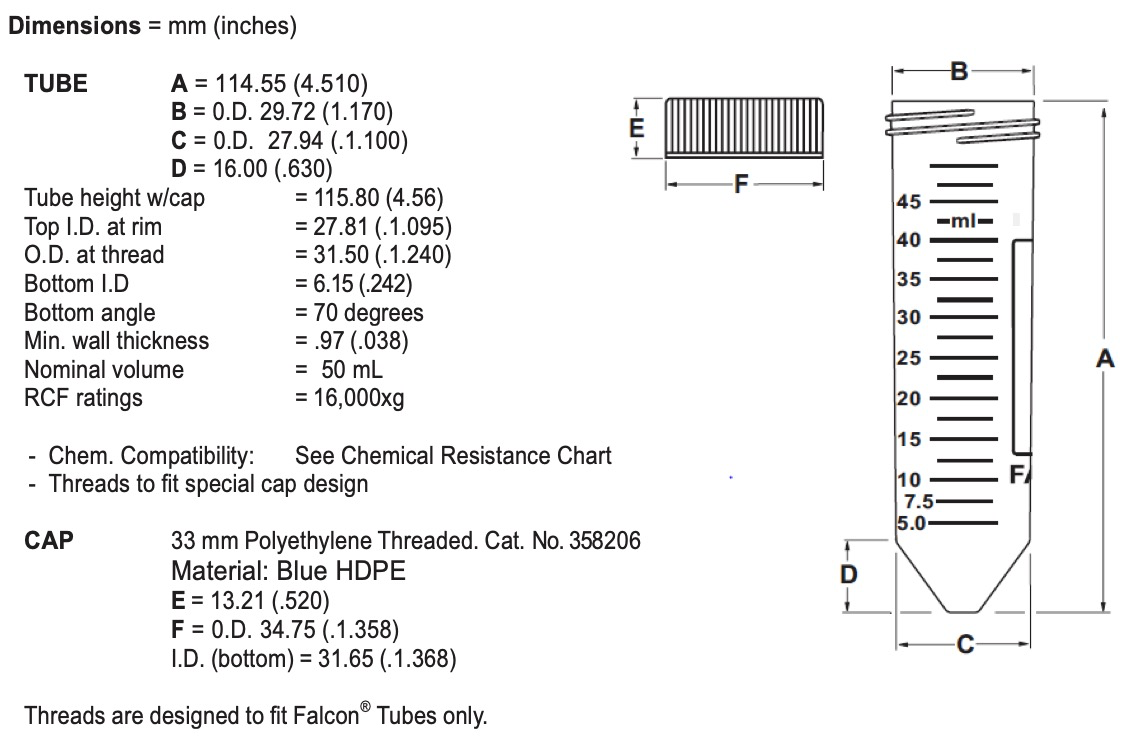 Dimensions = mm (inches)
TUBE A = 114.55 (4.510)
B = 0.D. 29.72 (1.170)
C = 0.D. 27.94 (.1.100)
D = 16.00 (.630)
Tube height w/cap = 115.80 (4.56)
Top I.D. at rim = 27.81 (.1.095)
O.D. at thread = 31.50 (.1.240)
Bottom I.D = 6.15 (.242)
Bottom angle = 70 degrees
Min. wall thickness = .97 (.038)
Nominal volume = 50 mL
RCF ratings = 16,000xg
- Chem. Compatibility: See Chemical Resistance Chart
- Threads to fit special cap design
CAP 33 mm Polyethylene Threaded. Cat. No. 358206
Material: Blue HDPE
E = 13.21 (.520)
F = 0.D. 34.75 (.1.358)
I.D. (bottom) = 31.65 (.1.368)
Threads are designed to fit Falcon® Tubes only.
E
F
B
45
ml
40
35
30
25
20
15
10
FA
7.5
5.0
A
D
C